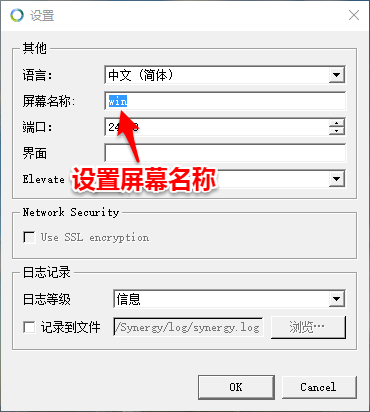 设置
其他
语言：
中文 (简体)
屏幕名称:
win
端口:
界面
设置屏幕名称
Elevate
Network Security
Use SSL encryption
日志记录
日志等级
信息
记录到文件
/Synergy/log/synergy.log
浏览…
OK
Cancel